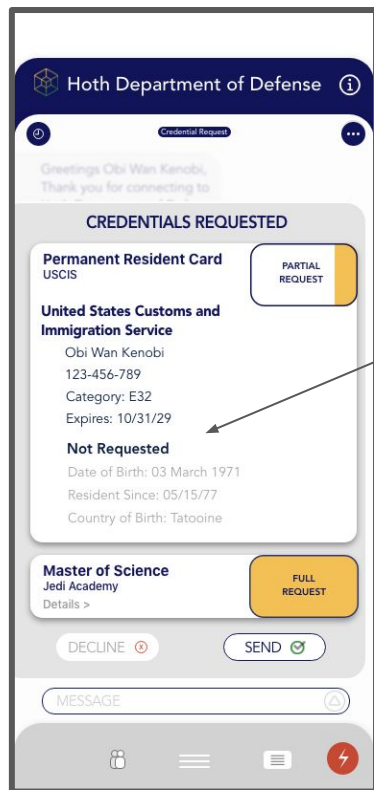 Hoth Department of Defense
Credential Request
Greetings Obi Wan Kenobi,
Thank you for connecting to
CREDENTIALS REQUESTED
Permanent Resident Card
USCIS
PARTIAL
REQUEST
United States Customs and
Immigration Service
Obi Wan Kenobi
123-456-789
Category: E32
Expires: 10/31/29
Not Requested
Date of Birth: 03 March 1971
Resident Since: 05/15/77
Country of Birth: Tatooine
Master of Science
Jedi Academy
Details >
FULL
REQUEST
DECLINE
SEND
MESSAGE